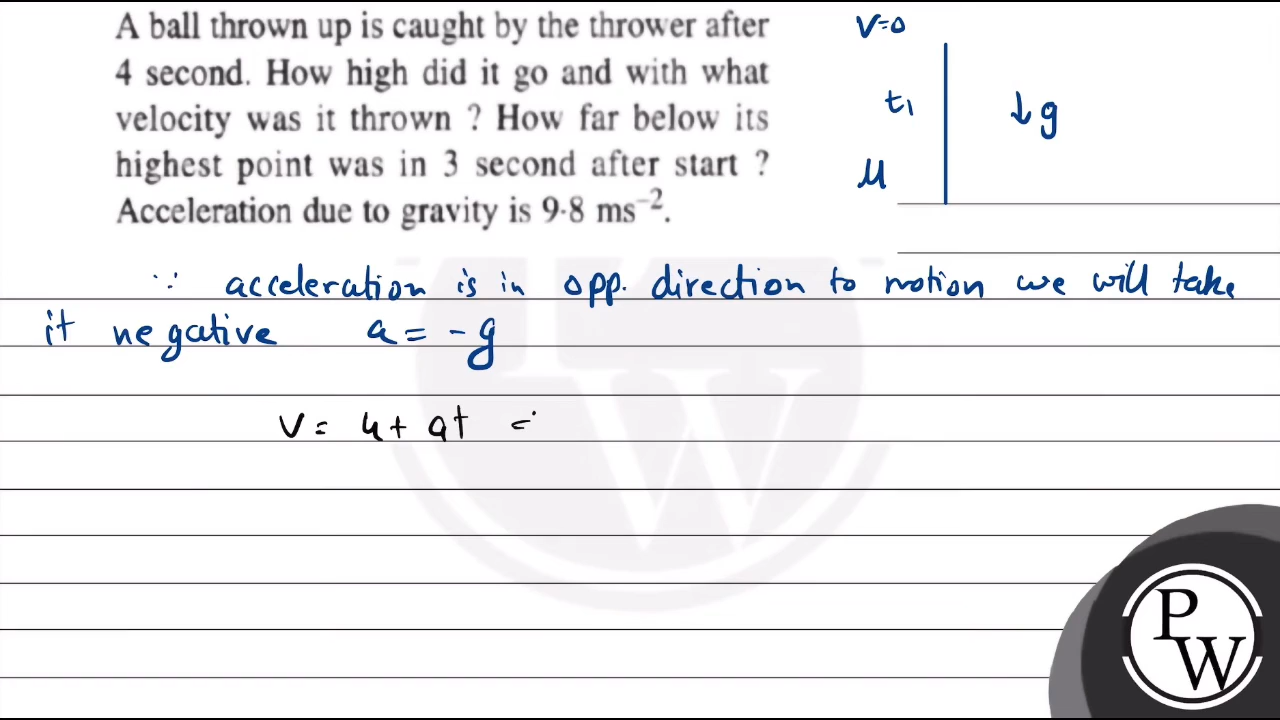 A ball thrown up is caught by the thrower after
4 second. How high did it go and with what
velocity was it thrown ? How far below its
highest point was in 3 second after start ?
Acceleration due to gravity is 9·8 ms⁻².
v=0
t₁
↓g
u
∵ acceleration is in opp. direction to motion we will take
it negative a = -g
v = u + at =
W
P
W